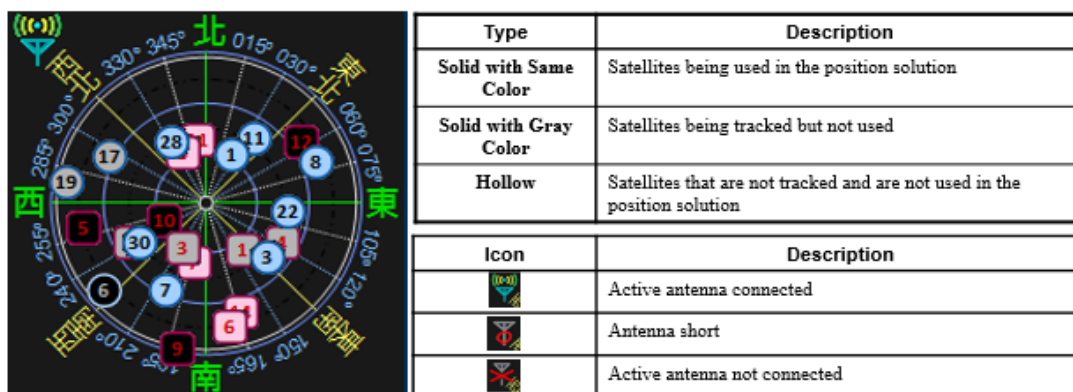 北
345°
015°
330°
030°
西北
東北
300°
060°
285°
075°
28
1
11
12
17
1
8
19
西
東
5
10
22
30
3
1
4
3
255°
105°
6
7
240°
120°
14
6
西南
東南
9
210°
150°
165°
南
Type
Description
Solid with Same
Color
Satellites being used in the position solution
Solid with Gray
Color
Satellites being tracked but not used
Hollow
Satellites that are not tracked and are not used in the
position solution
Icon
Description
Active antenna connected
Antenna short
Active antenna not connected